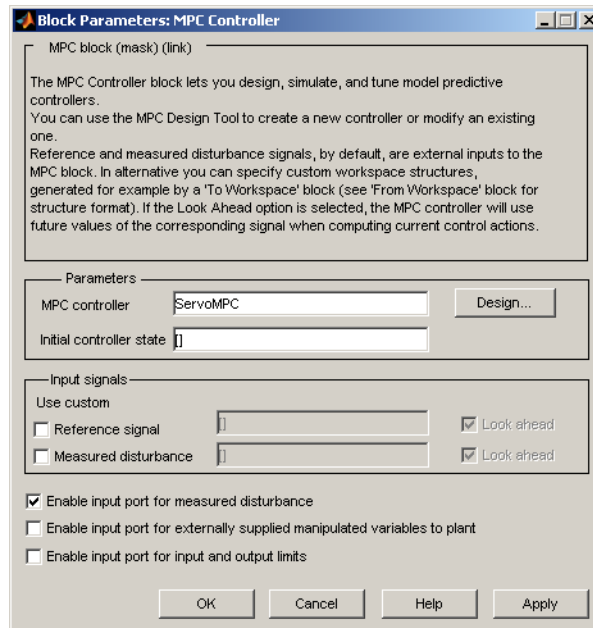 Block Parameters: MPC Controller
MPC block (mask) (link)
The MPC Controller block lets you design, simulate, and tune model predictive
controllers.
You can use the MPC Design Tool to create a new controller or modify an existing
one.
Reference and measured disturbance signals, by default, are external inputs to the
MPC block. In alternative you can specify custom workspace structures,
generated for example by a 'To Workspace' block (see 'From Workspace' block for
structure format). If the Look Ahead option is selected, the MPC controller will use
future values of the corresponding signal when computing current control actions.
Parameters
MPC controller ServoMPC Design...
Initial controller state []
Input signals
Use custom
Reference signal [] Look ahead
Measured disturbance [] Look ahead
Enable input port for measured disturbance
Enable input port for externally supplied manipulated variables to plant
Enable input port for input and output limits
OK Cancel Help Apply